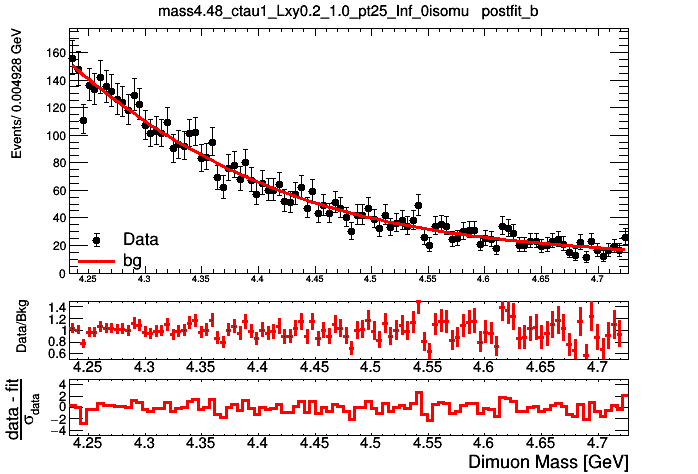 mass4.48_ctau1_Lxy0.2_1.0_pt25_Inf_0isomu postfit_b
Events/ 0.004928 GeV
160
140
120
100
80
60
40
20
0
Data
bg
4.25 4.3 4.35 4.4 4.45 4.5 4.55 4.6 4.65 4.7
Data/Bkg
1.4
1.2
1
0.8
0.6
4.25 4.3 4.35 4.4 4.45 4.5 4.55 4.6 4.65 4.7
data - fit
σdata
4
2
0
−2
−4
4.25 4.3 4.35 4.4 4.45 4.5 4.55 4.6 4.65 4.7
Dimuon Mass [GeV]